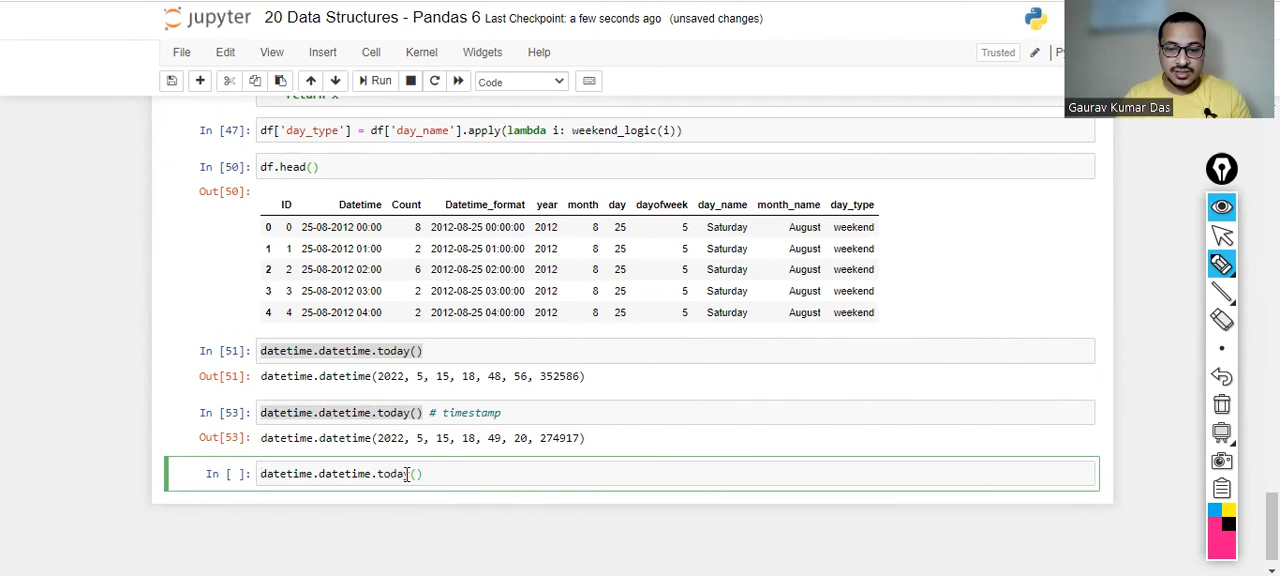 jupyter 20 Data Structures - Pandas 6 Last Checkpoint: a few seconds ago (unsaved changes)
File Edit View Insert Cell Kernel Widgets Help Trusted
Run Code
Gaurav Kumar Das
In [47]: df['day_type'] = df['day_name'].apply(lambda i: weekend_logic(i))
In [50]: df.head()
Out[50]:
ID Datetime Count Datetime_format year month day dayofweek day_name month_name day_type
0 0 25-08-2012 00:00 8 2012-08-25 00:00:00 2012 8 25 5 Saturday August weekend
1 1 25-08-2012 01:00 2 2012-08-25 01:00:00 2012 8 25 5 Saturday August weekend
2 2 25-08-2012 02:00 6 2012-08-25 02:00:00 2012 8 25 5 Saturday August weekend
3 3 25-08-2012 03:00 2 2012-08-25 03:00:00 2012 8 25 5 Saturday August weekend
4 4 25-08-2012 04:00 2 2012-08-25 04:00:00 2012 8 25 5 Saturday August weekend
In [51]: datetime.datetime.today()
Out[51]: datetime.datetime(2022, 5, 15, 18, 48, 56, 352586)
In [53]: datetime.datetime.today() # timestamp
Out[53]: datetime.datetime(2022, 5, 15, 18, 49, 20, 274917)
In [ ]: datetime.datetime.today()